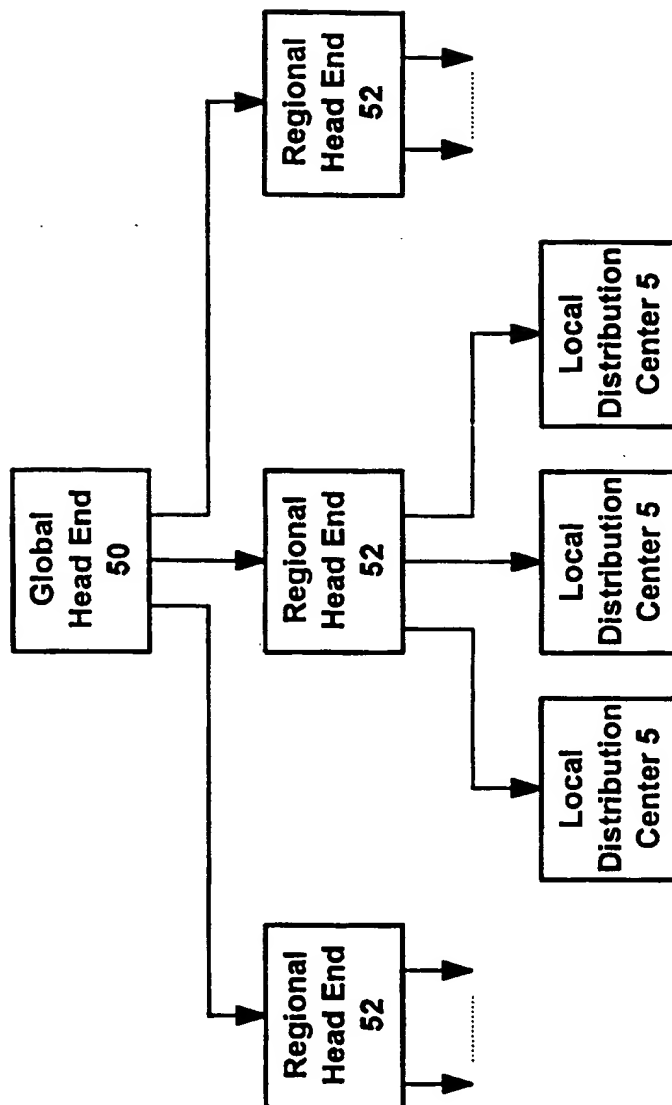 Global
Head End
50
Regional
Head End
52
Regional
Head End
52
Regional
Head End
52
Local
Distribution
Center 5
Local
Distribution
Center 5
Local
Distribution
Center 5